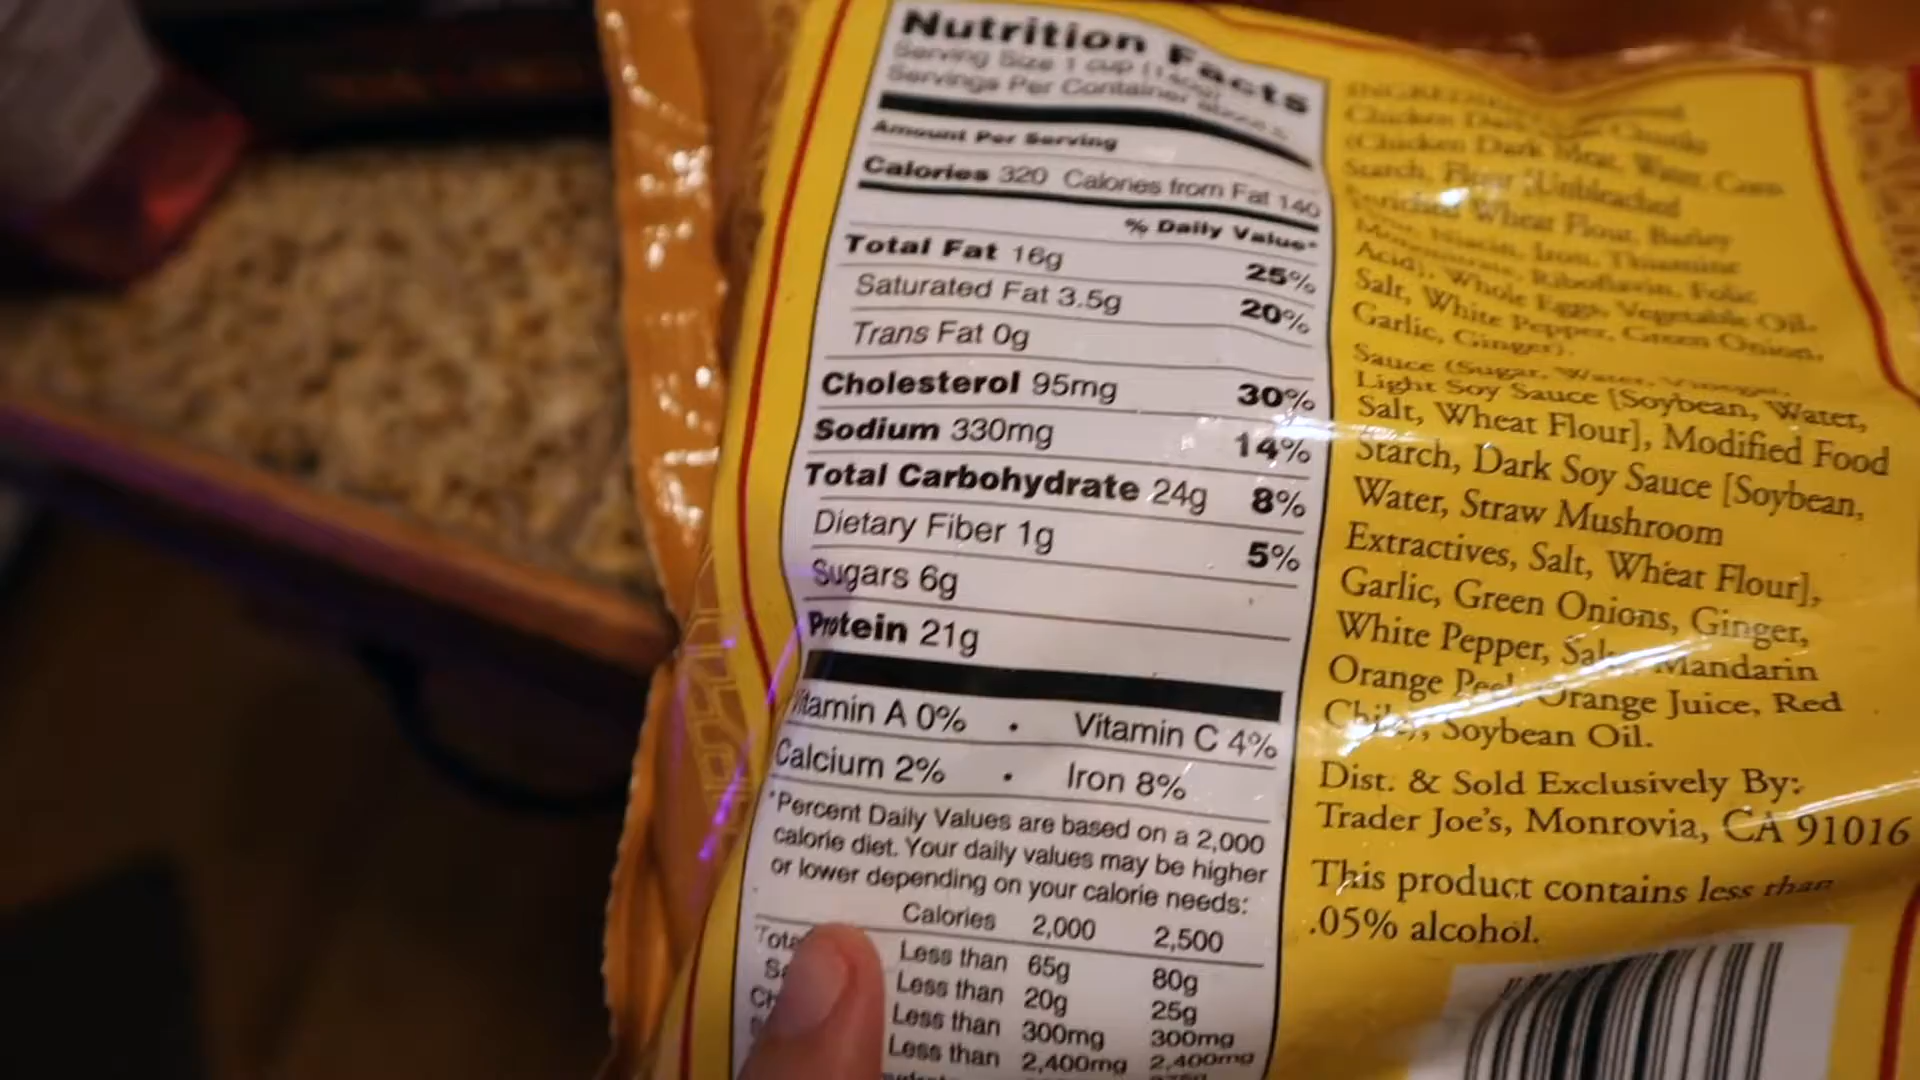 Nutrition Facts
Serving Size 1 cup
Servings Per Container
Amount Per Serving
Calories 320 Calories from Fat 140
% Daily Value*
Total Fat 16g 25%
Saturated Fat 3.5g 20%
Trans Fat 0g
Cholesterol 95mg 30%
Sodium 330mg 14%
Total Carbohydrate 24g 8%
Dietary Fiber 1g 5%
Sugars 6g
Protein 21g
Vitamin A 0% • Vitamin C 4%
Calcium 2% • Iron 8%
*Percent Daily Values are based on a 2,000
calorie diet. Your daily values may be higher
or lower depending on your calorie needs:
Calories 2,000 2,500
Less than 65g 80g
Less than 20g 25g
Less than 300mg 300mg
Less than 2,400mg 2,400mg
(Chicken Dark Meat, Water, Corn
Starch, Flour [Unbleached
Enriched Wheat Flour, Barley
Niacin, Iron, Thiamine
Riboflavin, Folic
Acid], Whole Eggs, Vegetable Oil,
Salt, White Pepper, Green Onion,
Garlic, Ginger).
Sauce (Sugar, Water, Vinegar,
Light Soy Sauce [Soybean, Water,
Salt, Wheat Flour], Modified Food
Starch, Dark Soy Sauce [Soybean,
Water, Straw Mushroom
Extractives, Salt, Wheat Flour],
Garlic, Green Onions, Ginger,
White Pepper, Mandarin
Orange Peel, Orange Juice, Red
Soybean Oil.
Dist. & Sold Exclusively By:
Trader Joe's, Monrovia, CA 91016
This product contains less than
.05% alcohol.